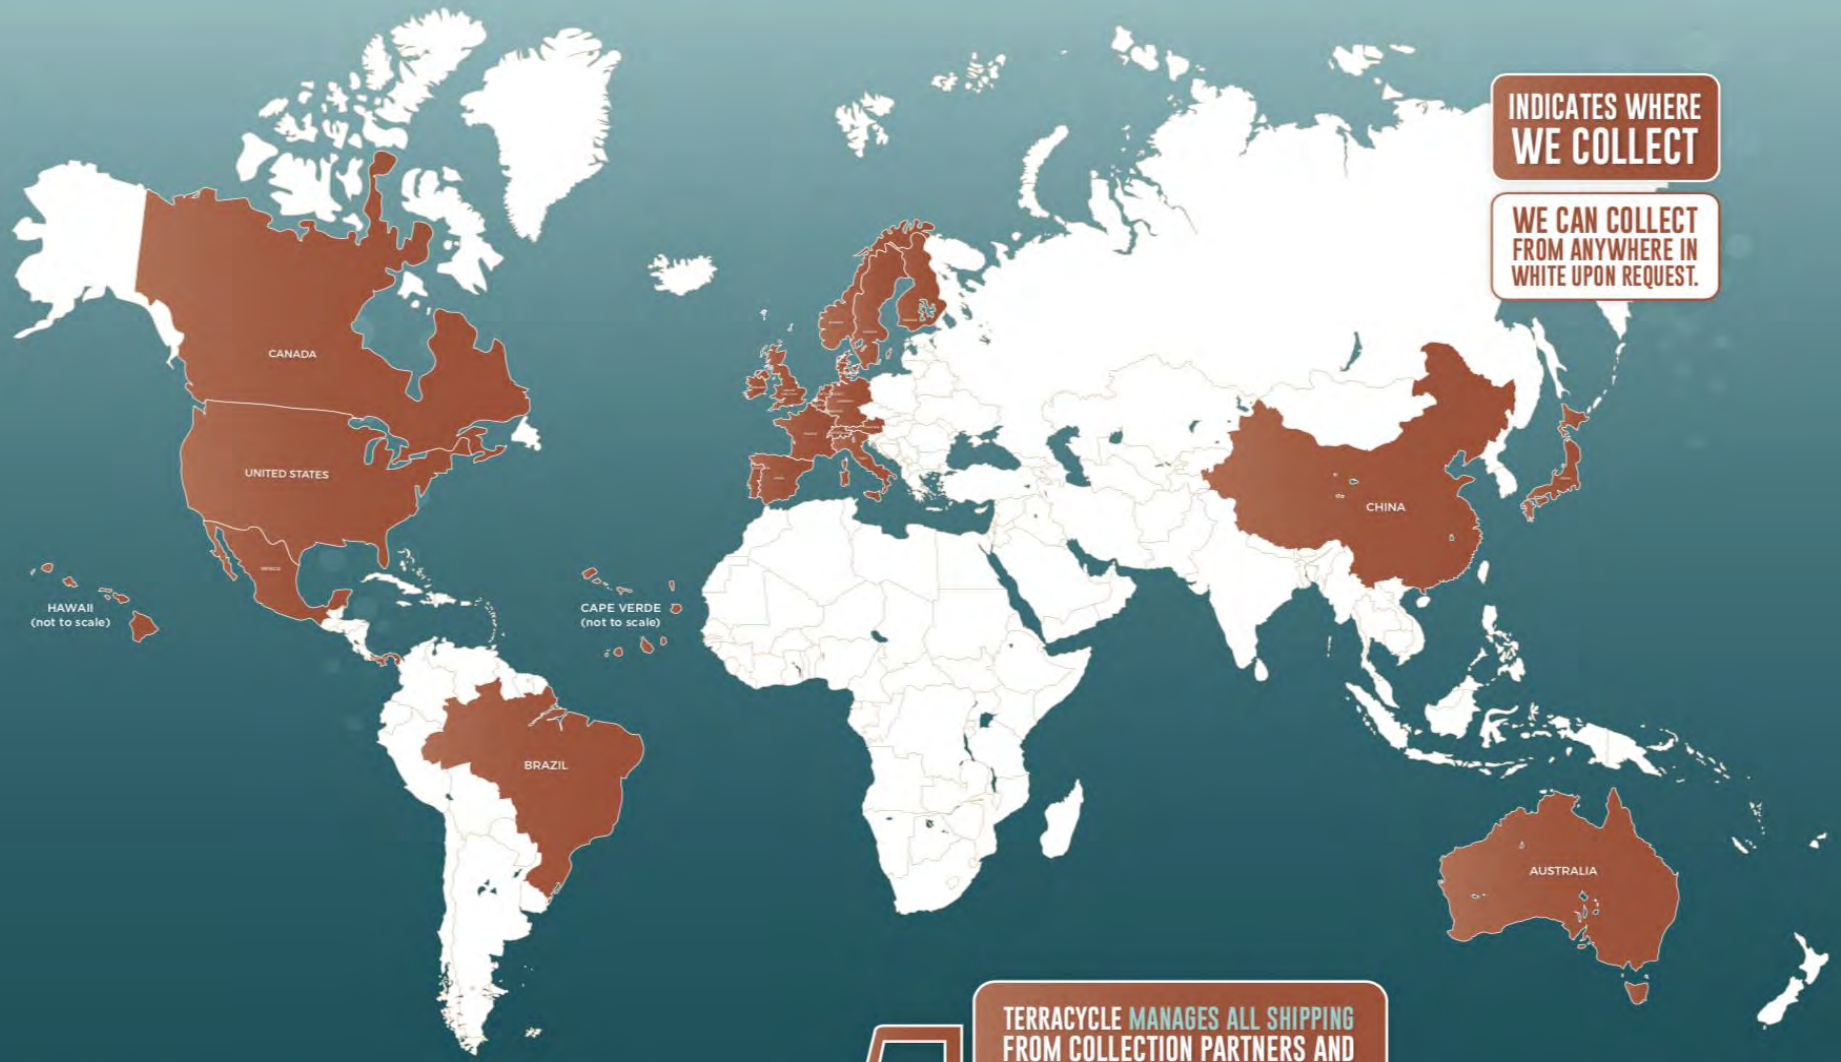 INDICATES WHERE
WE COLLECT
WE CAN COLLECT
FROM ANYWHERE IN
WHITE UPON REQUEST.
CANADA
UNITED STATES
MEXICO
HAWAII
(not to scale)
CAPE VERDE
(not to scale)
BRAZIL
CHINA
AUSTRALIA
TERRACYCLE MANAGES ALL SHIPPING
FROM COLLECTION PARTNERS AND